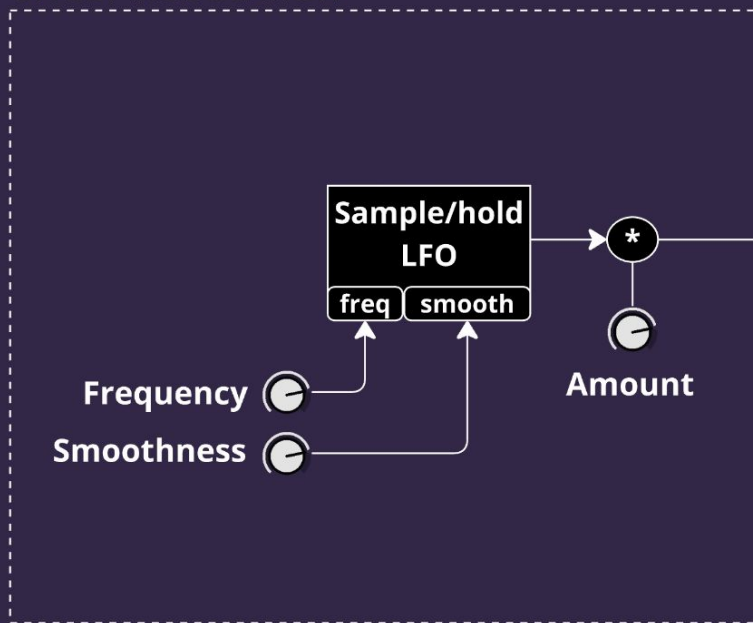 Sample/hold
LFO
*
freq
smooth
Frequency
Amount
Smoothness